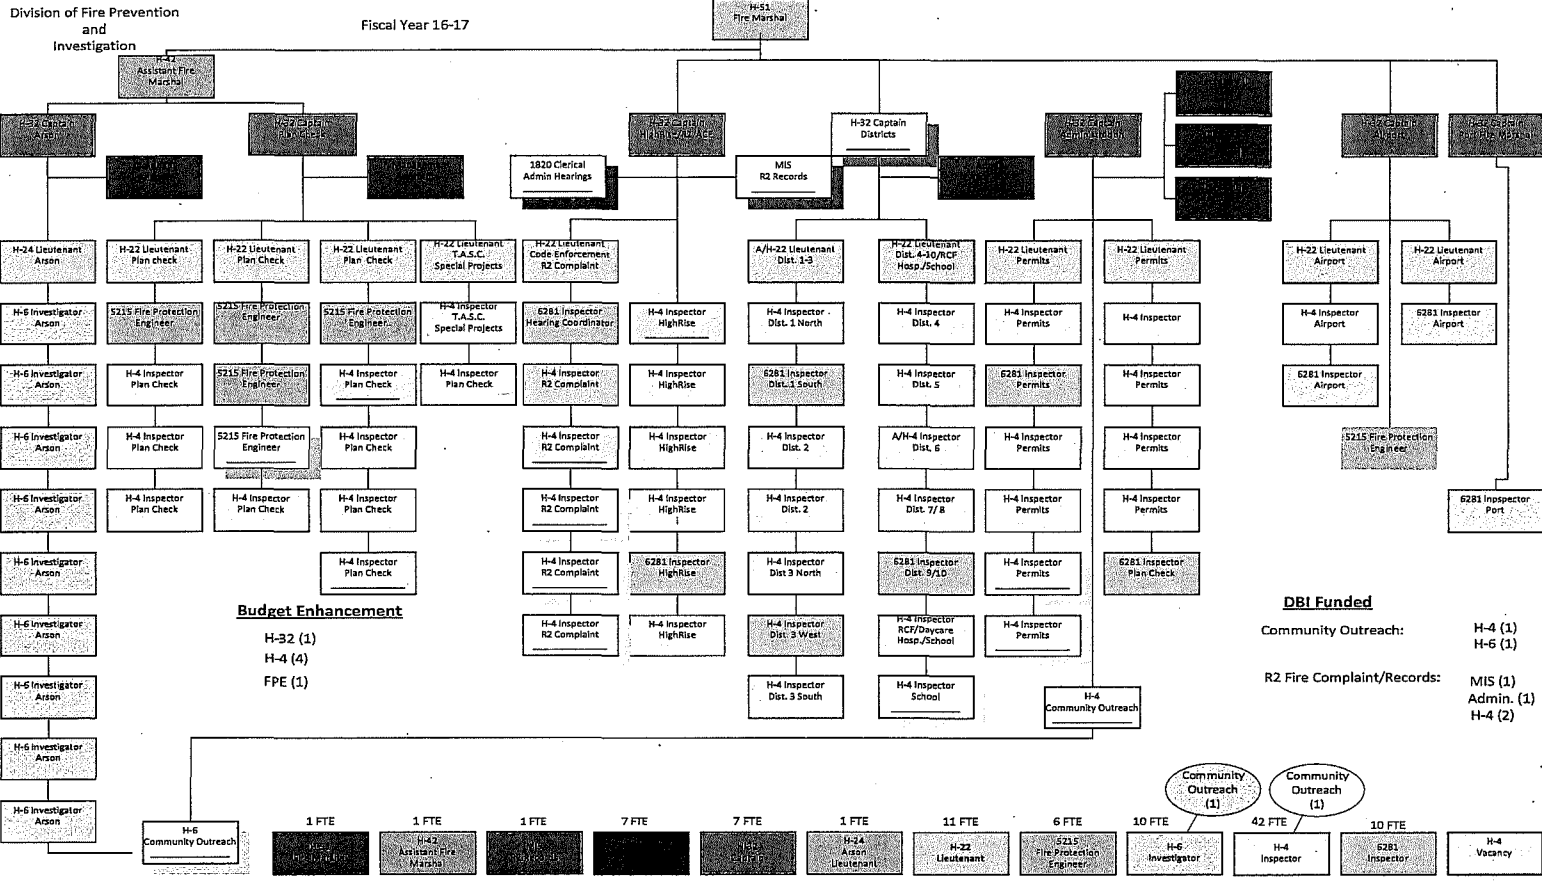 Division of Fire Prevention
and
Investigation
Fiscal Year 16-17
H-51
Fire Marshal
H-42
Assistant Fire
Marshal
H-32 Captain
Arson
H-32 Captain
Plan Check
H-32 Captain
H-32 Captain
Districts
H-32 Captain
Administration
H-32 Captain
Airports
H-32 Captain
Port Fire Marshal
1820 Clerical
Admin Hearings
MIS
R2 Records
H-24 Lieutenant
Arson
H-22 Lieutenant
Plan check
H-22 Lieutenant
Plan Check
H-22 Lieutenant
Plan Check
H-22 Lieutenant
T.A.S.C.
Special Projects
H-22 Lieutenant
Code Enforcement
R2 Complaint
A/H-22 Lieutenant
Dist. 1-3
H-22 Lieutenant
Dist. 4-10/RCF
Hosp./School
H-22 Lieutenant
Permits
H-22 Lieutenant
Permits
H-22 Lieutenant
Airport
H-22 Lieutenant
Airport
H-6 Investigator
Arson
5215 Fire Protection
Engineer
5215 Fire Protection
Engineer
5215 Fire Protection
Engineer
H-4 Inspector
T.A.S.C.
Special Projects
6281 Inspector
Hearing Coordinator
H-4 Inspector
HighRise
H-4 Inspector
Dist. 1 North
H-4 Inspector
Dist. 4
H-4 Inspector
Permits
H-4 Inspector
H-4 Inspector
Airport
6281 Inspector
Airport
H-6 Investigator
Arson
H-4 Inspector
Plan Check
5215 Fire Protection
Engineer
H-4 Inspector
Plan Check
H-4 Inspector
Plan Check
H-4 Inspector
R2 Complaint
H-4 Inspector
HighRise
6281 Inspector
Dist. 1 South
H-4 Inspector
Dist. 5
6281 Inspector
Permits
H-4 Inspector
Permits
6281 Inspector
Airport
H-6 Investigator
Arson
H-4 Inspector
Plan Check
5215 Fire Protection
Engineer
H-4 Inspector
Plan Check
H-4 Inspector
R2 Complaint
H-4 Inspector
HighRise
H-4 Inspector
Dist. 2
A/H-4 Inspector
Dist. 6
H-4 Inspector
Permits
H-4 Inspector
Permits
5215 Fire Protection
Engineer
H-6 Investigator
Arson
H-4 Inspector
Plan Check
H-4 Inspector
Plan Check
H-4 Inspector
Plan Check
H-4 Inspector
R2 Complaint
H-4 Inspector
HighRise
H-4 Inspector
Dist. 2
H-4 Inspector
Dist. 7/ 8
H-4 Inspector
Permits
H-4 Inspector
Permits
6281 Inpspector
Port
H-6 Investigator
Arson
H-4 Inspector
Plan Check
H-4 Inspector
R2 Complaint
6281 Inspector
HighRise
H-4 Inspector
Dist 3 North
6281 Inspector
Dist. 9/10
H-4 Inspector
Permits
6281 Inspector
Plan Check
H-6 Investigator
Arson
H-4 Inspector
R2 Complaint
H-4 Inspector
HighRise
H-4 Inspector
Dist. 3 West
H-4 Inspector
RCF/Daycare
Hosp./School
H-4 Inspector
Permits
H-6 Investigator
Arson
H-4 Inspector
Dist. 3 South
H-4 Inspector
School
H-4
Community Outreach
H-6 Investigator
Arson
H-6 Investigator
Arson
Budget Enhancement
H-32 (1)
H-4 (4)
FPE (1)
DBI Funded
Community Outreach:
H-4 (1)
H-6 (1)
R2 Fire Complaint/Records:
MIS (1)
Admin. (1)
H-4 (2)
Community
Outreach
(1)
Community
Outreach
(1)
H-6
Community Outreach
1 FTE
1 FTE
H-42
Assistant Fire
Marshal
1 FTE
7 FTE
7 FTE
1 FTE
H-24
Arson
Lieutenant
11 FTE
H-22
Lieutenant
6 FTE
5215
Fire Protection
Engineer
10 FTE
H-6
Investigator
42 FTE
H-4
Inspector
10 FTE
6281
Inspector
H-4
Vacancy